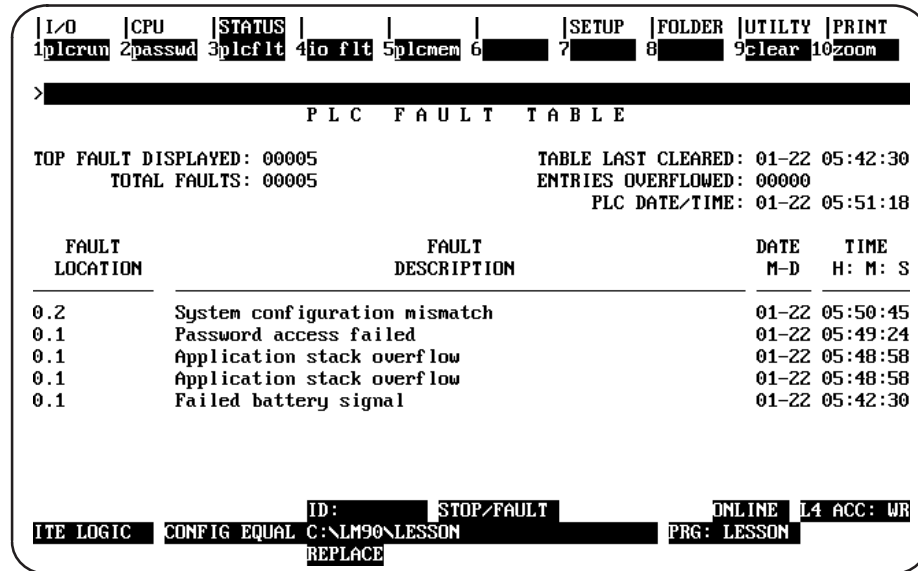 |I/O |CPU |STATUS | | |SETUP |FOLDER |UTILTY |PRINT
1plcrun 2passwd 3plcflt 4io flt 5plcmem 6 7 8 9clear 10zoom
>
P L C F A U L T T A B L E
TOP FAULT DISPLAYED: 00005 TABLE LAST CLEARED: 01-22 05:42:30
TOTAL FAULTS: 00005 ENTRIES OVERFLOWED: 00000
PLC DATE/TIME: 01-22 05:51:18
FAULT FAULT DATE TIME
LOCATION DESCRIPTION M-D H: M: S
0.2 System configuration mismatch 01-22 05:50:45
0.1 Password access failed 01-22 05:49:24
0.1 Application stack overflow 01-22 05:48:58
0.1 Application stack overflow 01-22 05:48:58
0.1 Failed battery signal 01-22 05:42:30
ID: STOP/FAULT ONLINE L4 ACC: WR
ITE LOGIC CONFIG EQUAL C:\LM90\LESSON PRG: LESSON
REPLACE